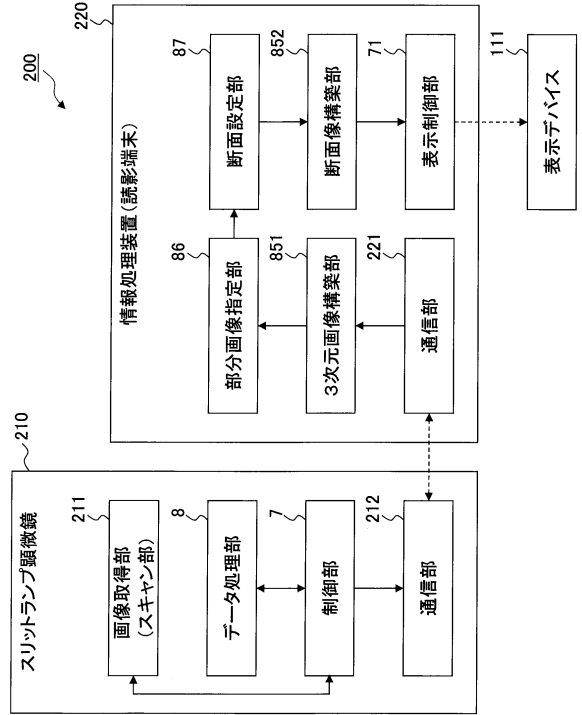 200
スリットランプ顕微鏡
210
画像取得部
(スキャン部)
211
データ処理部
8
制御部
7
通信部
212
情報処理装置(読影端末)
220
部分画像指定部
86
3次元画像構築部
851
通信部
221
断面設定部
87
断面像構築部
852
表示制御部
71
表示デバイス
111